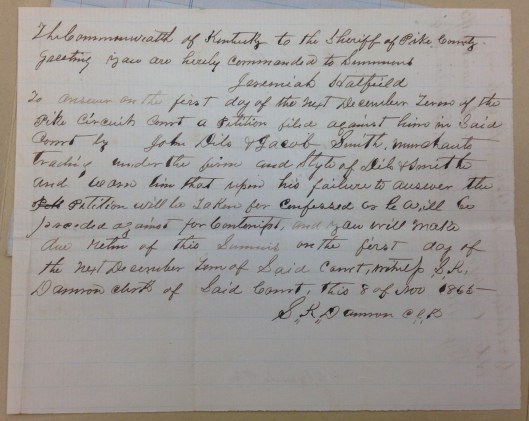 The Commonwealth of Kentucky to the Sheriff of Pike County
Greeting you are hereby commanded to Summons
Jeremiah Hatfield
To answer on the first day of the next December Term of the
Pike Circuit Court a Petition filed against him in Said
Court by John Dils & Jacob Smith, merchants
trading under the firm and Style of Dils & Smith
and warn him that upon his failure to answer the
Petition will be taken for confessed or he will be
proceded against for Contempt, and you will make
due return of this Summons on the first day of
the next December Term of Said Court, witness S. K.
Damron clerk of Said Court, this 8 of Nov 1865
S. K. Damron